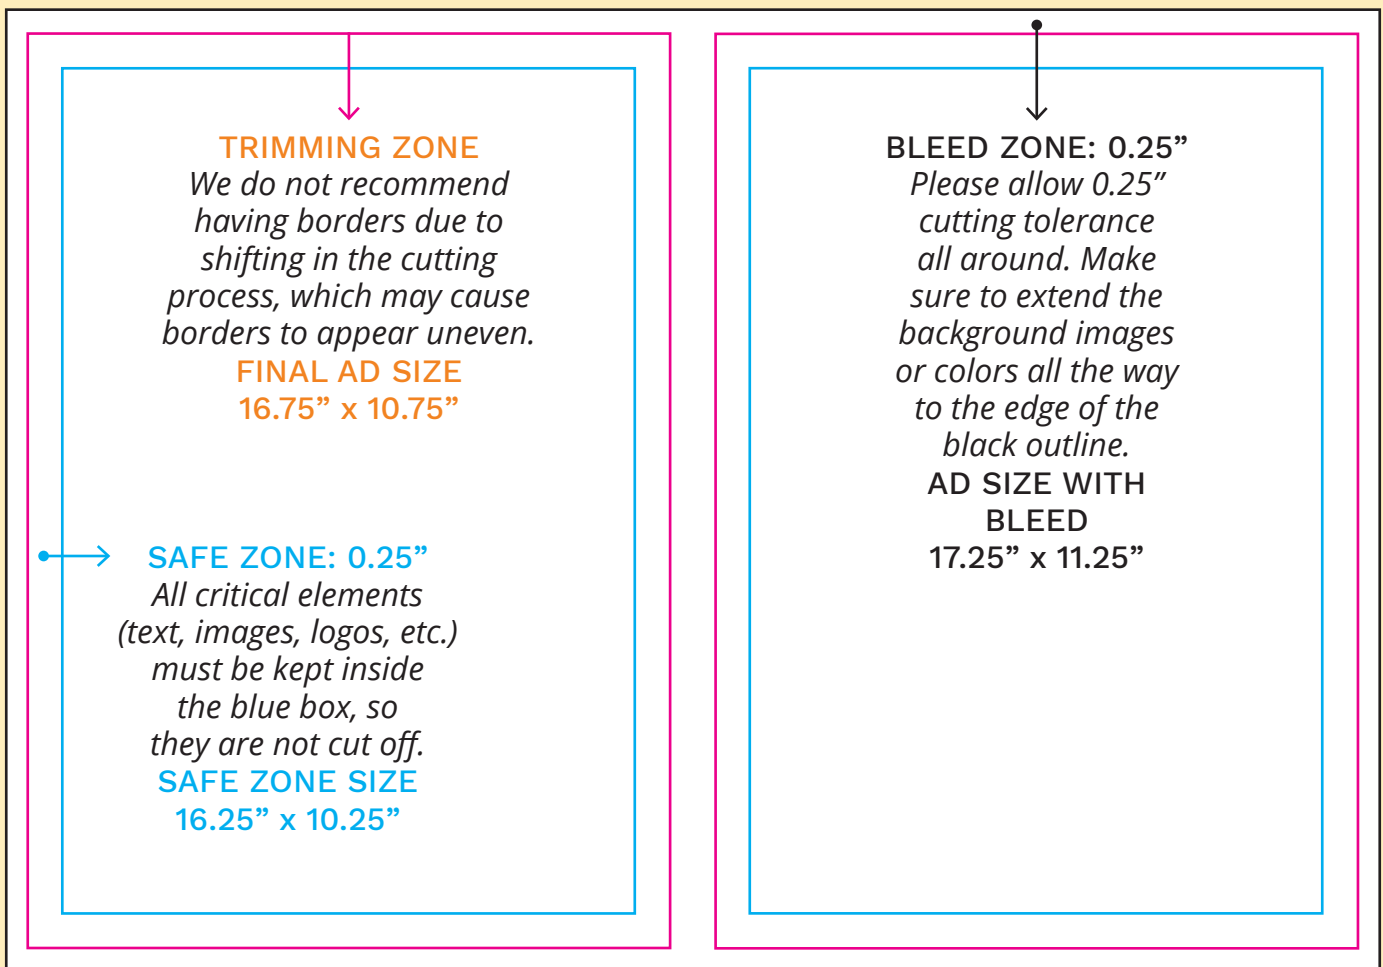 TRIMMING ZONE
We do not recommend
having borders due to
shifting in the cutting
process, which may cause
borders to appear uneven.
FINAL AD SIZE
16.75” x 10.75”
SAFE ZONE: 0.25”
All critical elements
(text, images, logos, etc.)
must be kept inside
the blue box, so
they are not cut off.
SAFE ZONE SIZE
16.25” x 10.25”
BLEED ZONE: 0.25”
Please allow 0.25”
cutting tolerance
all around. Make
sure to extend the
background images
or colors all the way
to the edge of the
black outline.
AD SIZE WITH
BLEED
17.25” x 11.25”